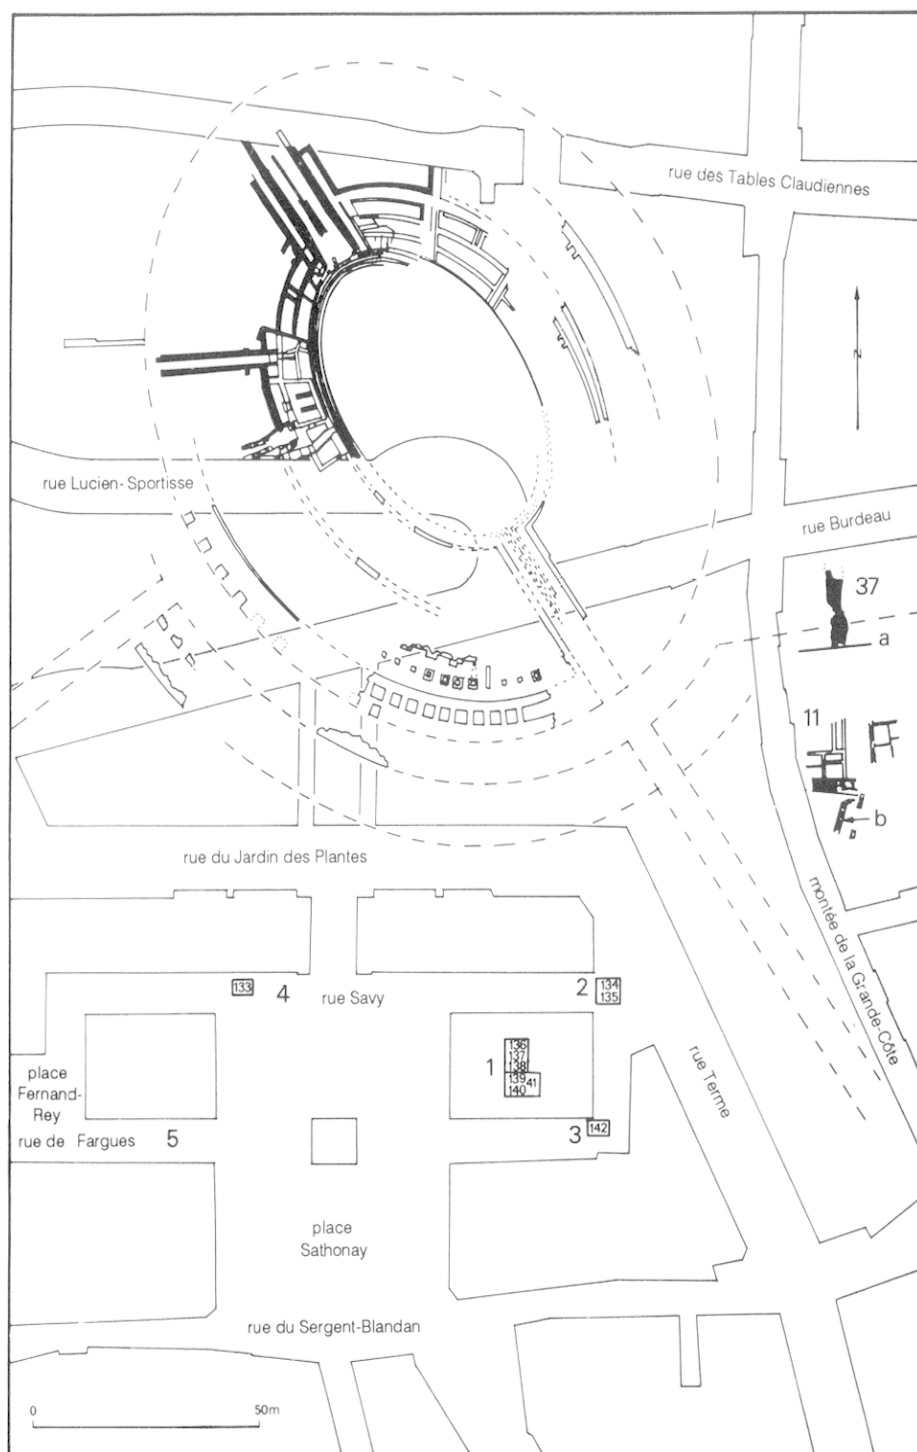 rue des Tables Claudiennes
N
rue Lucien-Sportisse
rue Burdeau
37
a
11
b
rue du Jardin des Plantes
montée de la Grande-Côte
133
4
rue Savy
2
134
135
1
136
137
138
139
41
140
place
Fernand-
Rey
rue Terme
rue de Fargues
5
3
142
place
Sathonay
rue du Sergent-Blandan
0
50m